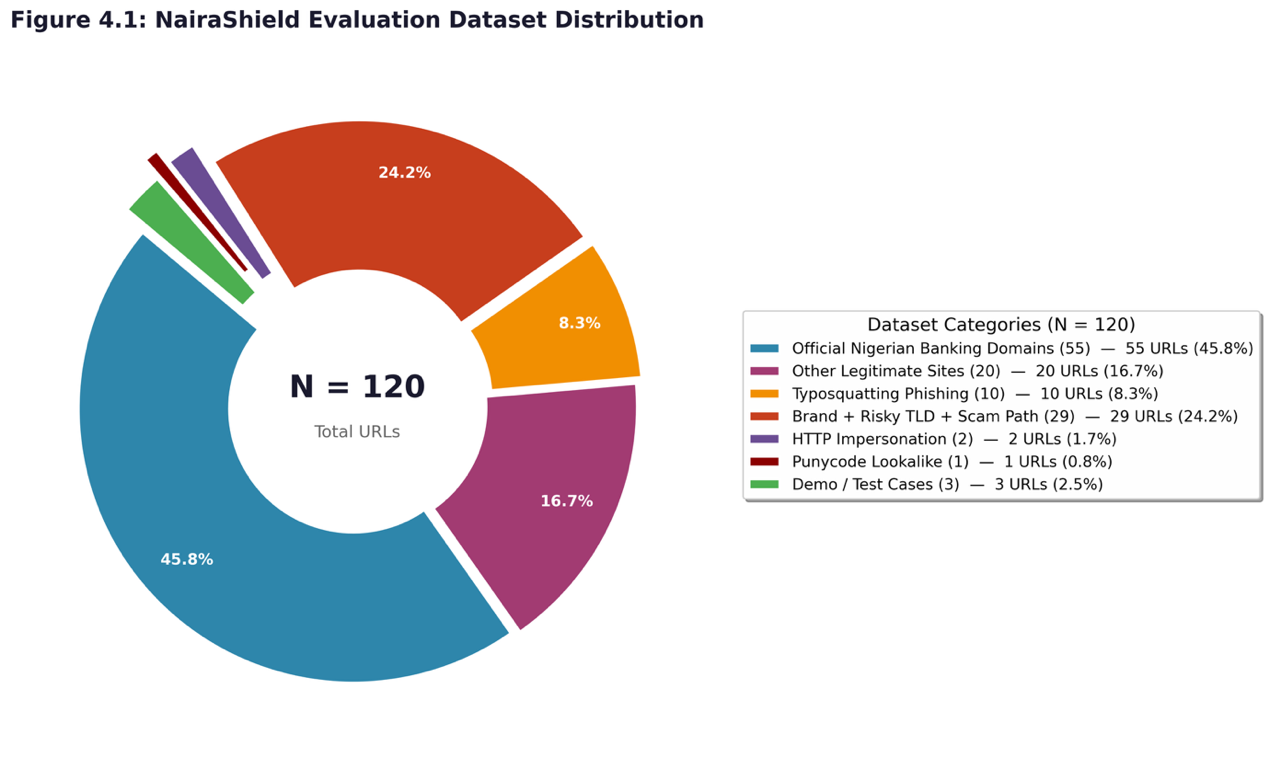 Figure 4.1: NairaShield Evaluation Dataset Distribution
24.2%
8.3%
N = 120
Total URLs
16.7%
45.8%
Dataset Categories (N = 120)
Official Nigerian Banking Domains (55) — 55 URLs (45.8%)
Other Legitimate Sites (20) — 20 URLs (16.7%)
Typosquatting Phishing (10) — 10 URLs (8.3%)
Brand + Risky TLD + Scam Path (29) — 29 URLs (24.2%)
HTTP Impersonation (2) — 2 URLs (1.7%)
Punycode Lookalike (1) — 1 URLs (0.8%)
Demo / Test Cases (3) — 3 URLs (2.5%)